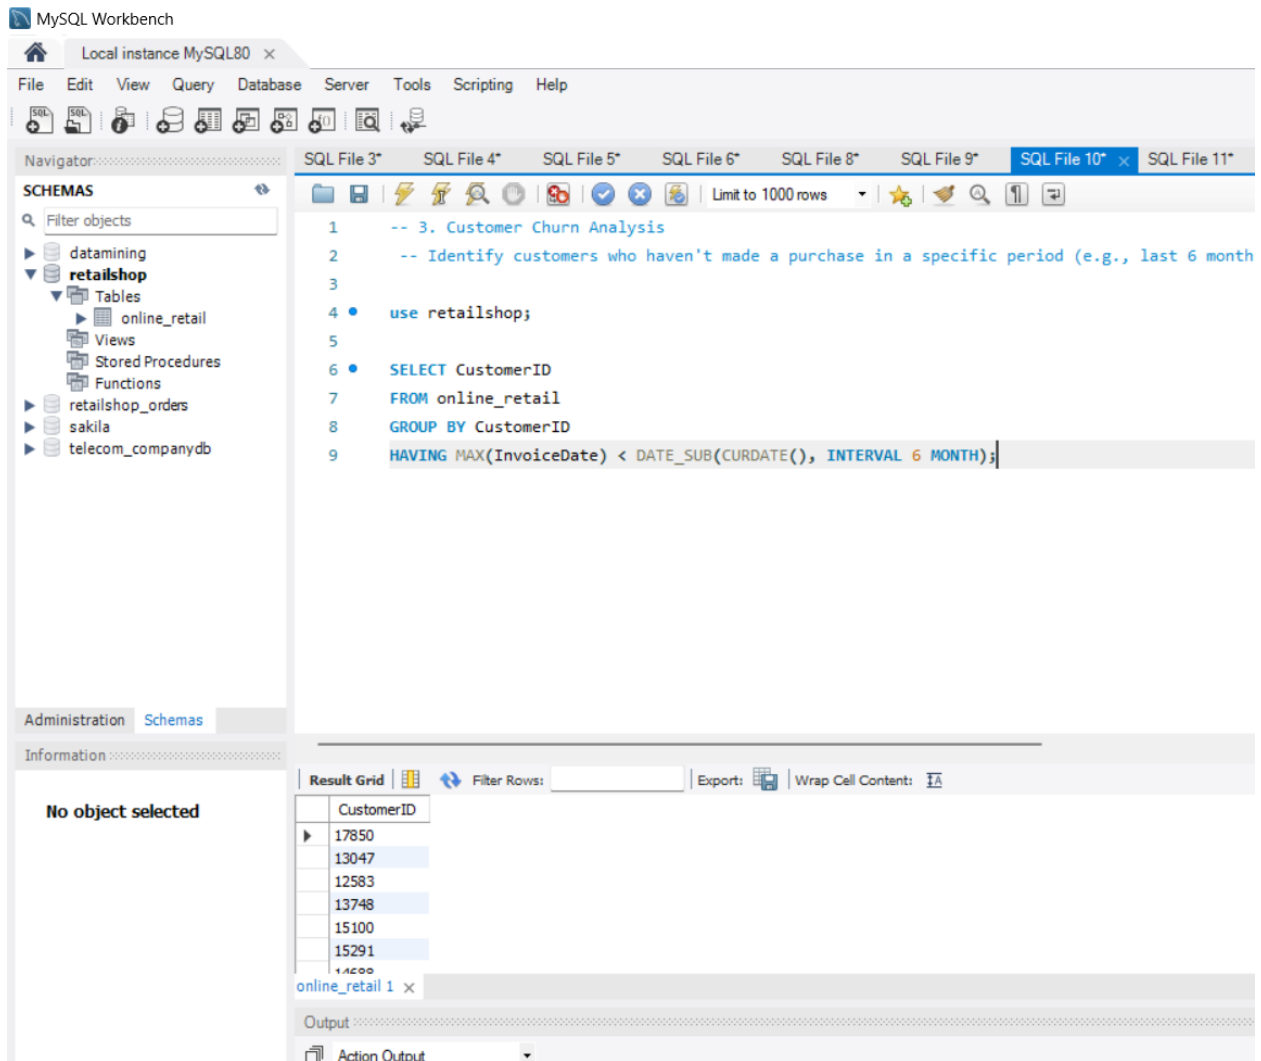 MySQL Workbench
Local instance MySQL80
File Edit View Query Database Server Tools Scripting Help
Navigator
SCHEMAS
Filter objects
datamining
retailshop
Tables
online_retail
Views
Stored Procedures
Functions
retailshop_orders
sakila
telecom_companydb
Administration Schemas
Information
No object selected
SQL File 3* SQL File 4* SQL File 5* SQL File 6* SQL File 8* SQL File 9* SQL File 10* SQL File 11*
Limit to 1000 rows
1 -- 3. Customer Churn Analysis
2 -- Identify customers who haven't made a purchase in a specific period (e.g., last 6 month
3
4 use retailshop;
5
6 SELECT CustomerID
7 FROM online_retail
8 GROUP BY CustomerID
9 HAVING MAX(InvoiceDate) < DATE_SUB(CURDATE(), INTERVAL 6 MONTH);
Result Grid Filter Rows: Export: Wrap Cell Content:
CustomerID
17850
13047
12583
13748
15100
15291
14688
online_retail 1
Output
Action Output